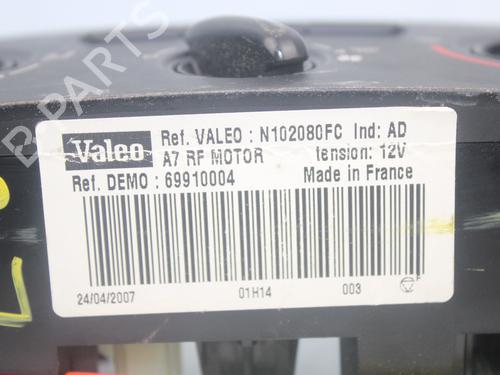 B-PARTS
Valeo
Ref. VALEO : N102080FC Ind: AD
A7 RF MOTOR tension: 12V
Ref. DEMO : 69910004 Made in France
24/04/2007 01H14 003